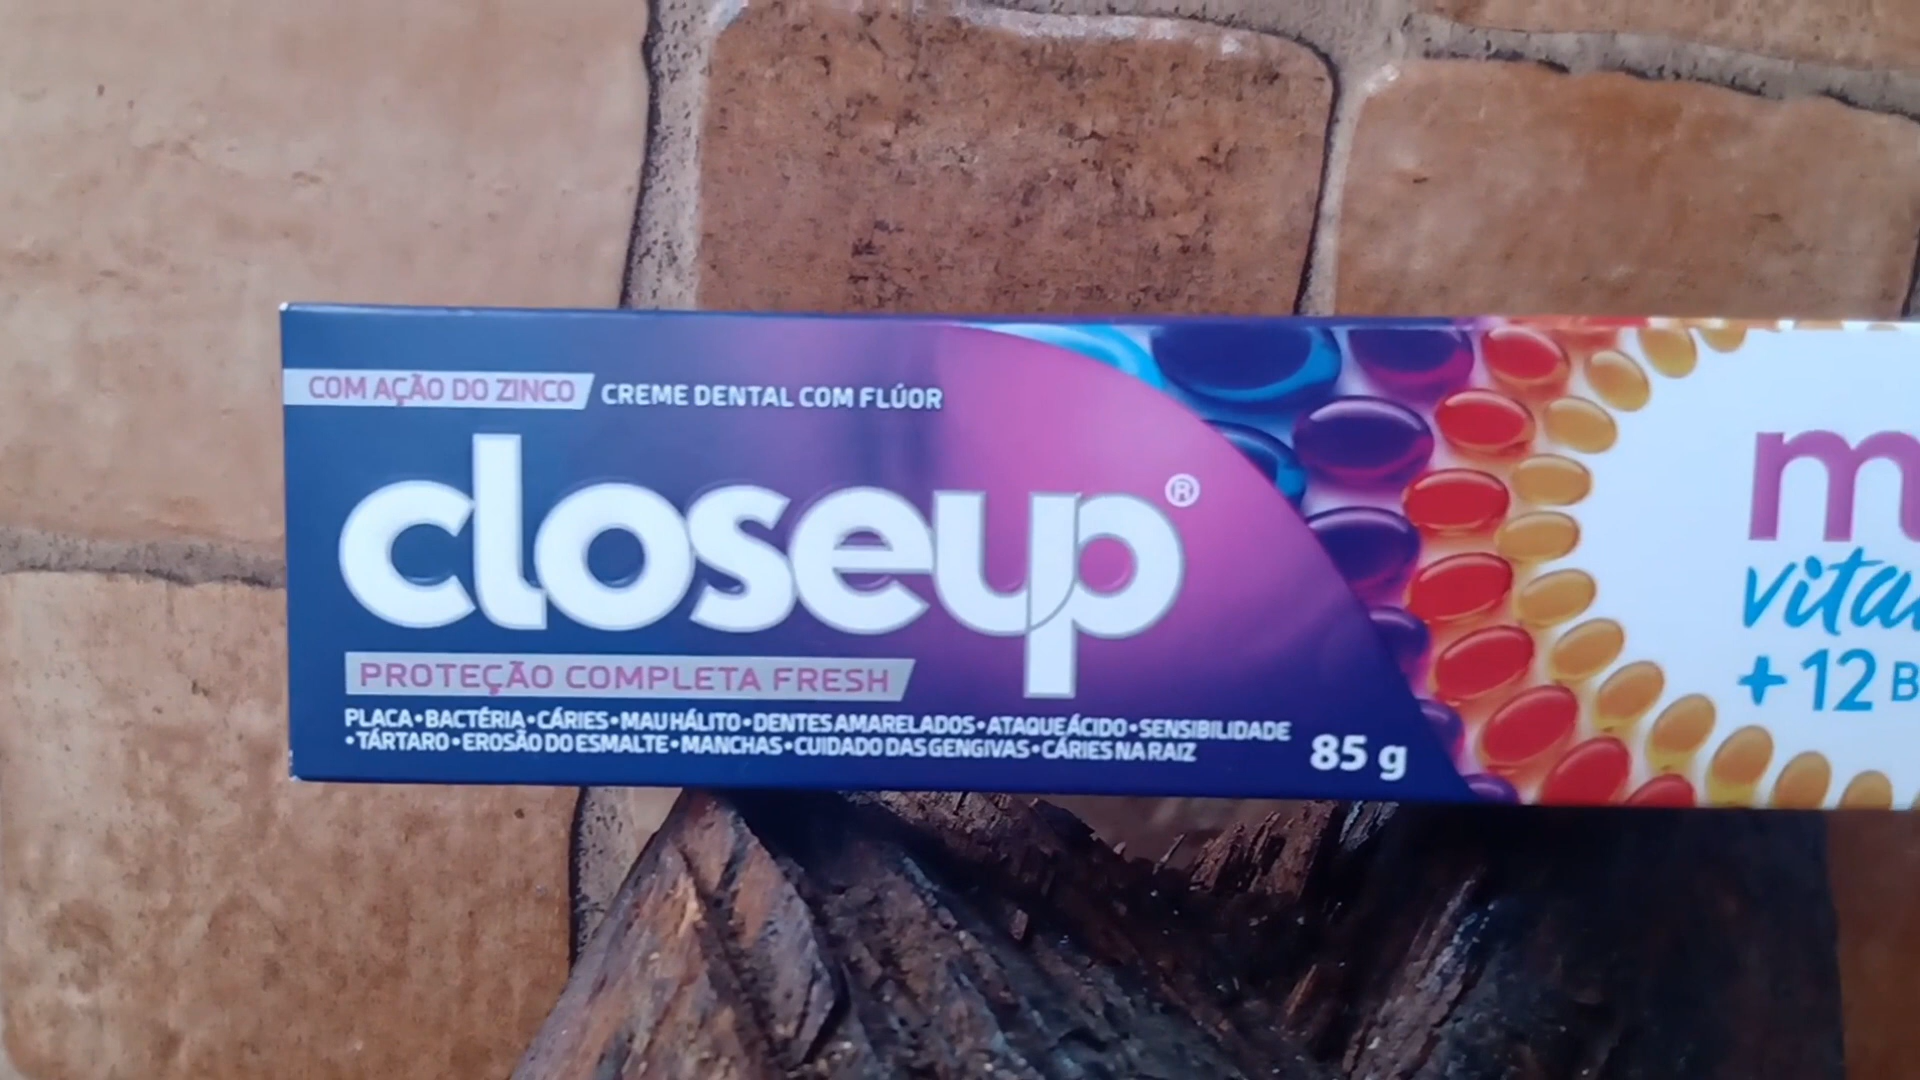 COM AÇÃO DO ZINCO CREME DENTAL COM FLÚOR
closeup®
PROTEÇÃO COMPLETA FRESH
PLACA•BACTÉRIA•CÁRIES•MAU HÁLITO•DENTES AMARELADOS•ATAQUE ÁCIDO•SENSIBILIDADE
•TÁRTARO•EROSÃO DO ESMALTE•MANCHAS•CUIDADO DAS GENGIVAS•CÁRIES NA RAIZ
85 g
+12